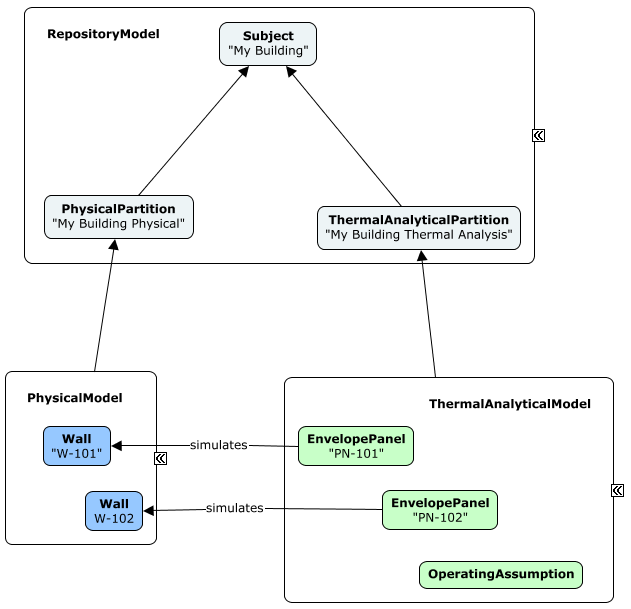 RepositoryModel
Subject
"My Building"
PhysicalPartition
"My Building Physical"
ThermalAnalyticalPartition
"My Building Thermal Analysis"
PhysicalModel
ThermalAnalyticalModel
Wall
"W-101"
simulates
EnvelopePanel
"PN-101"
Wall
W-102
simulates
EnvelopePanel
"PN-102"
OperatingAssumption